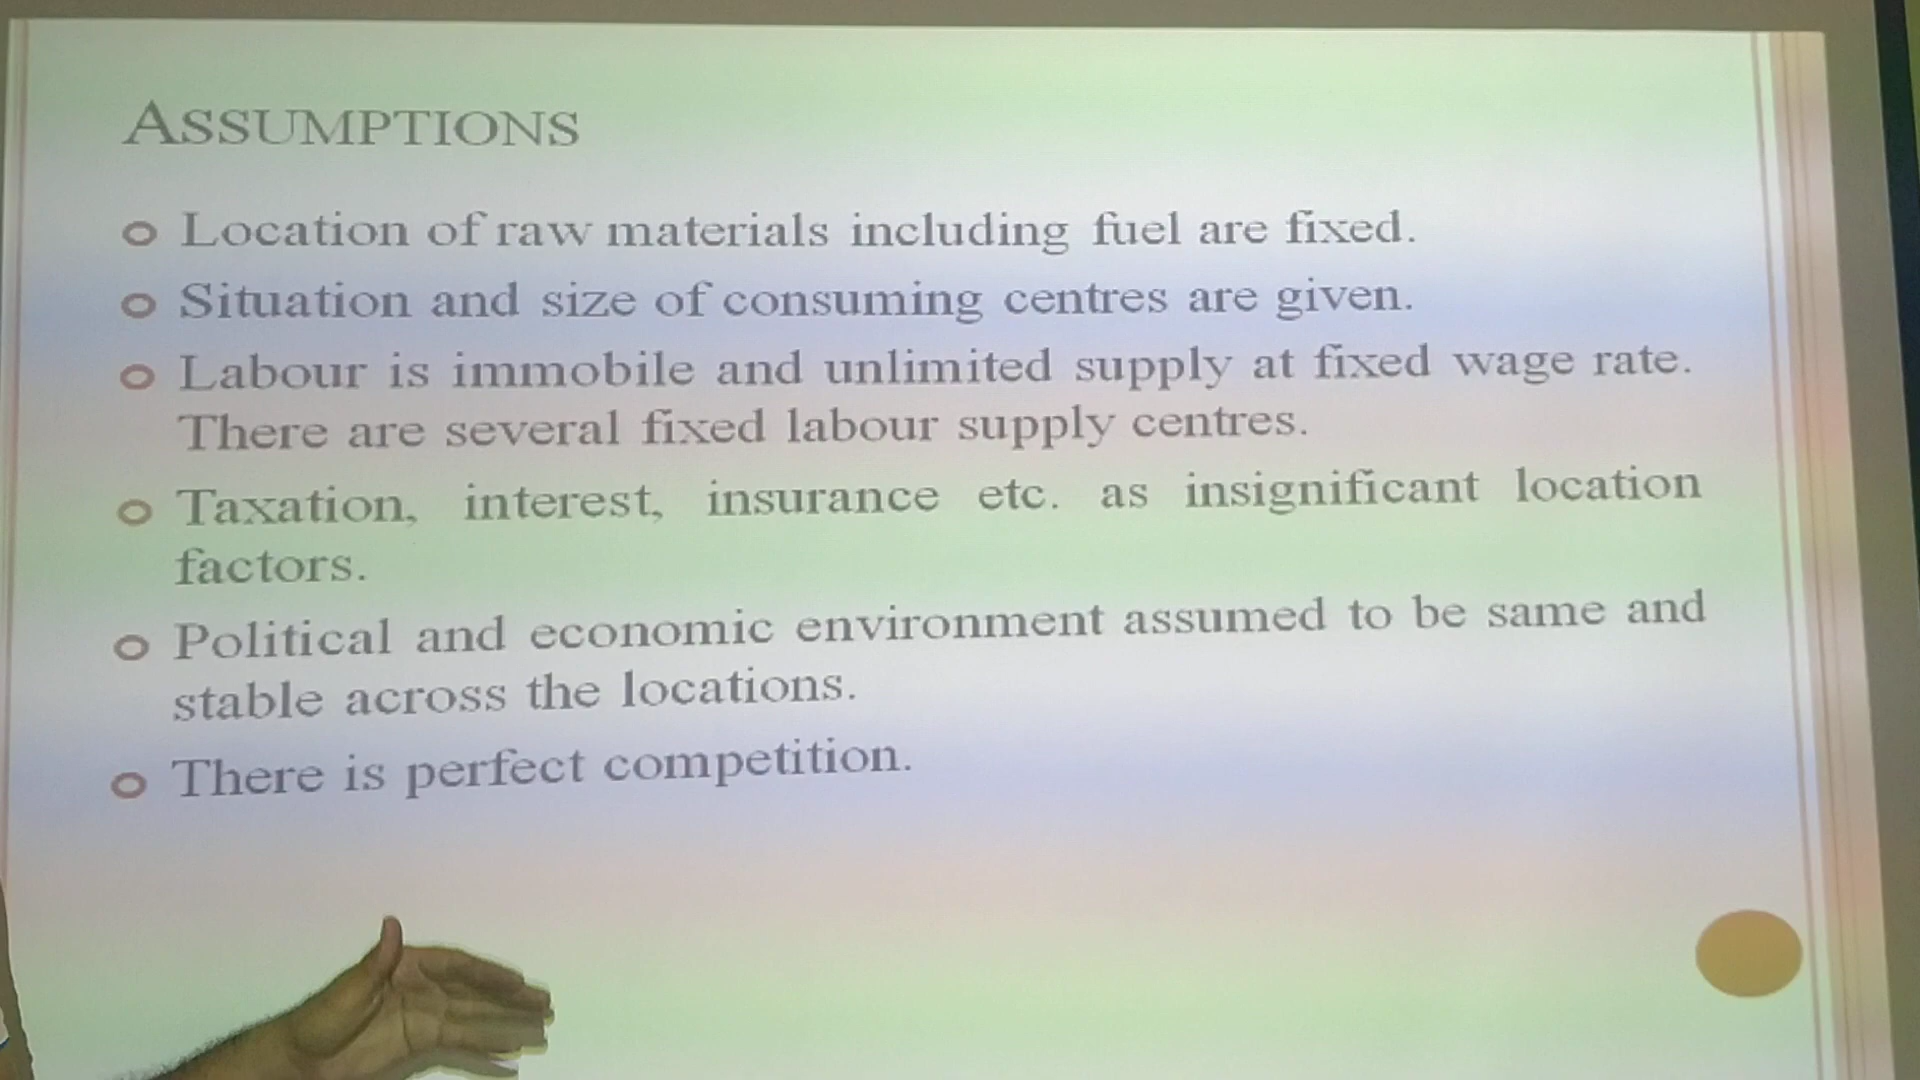 ASSUMPTIONS
Location of raw materials including fuel are fixed.
Situation and size of consuming centres are given.
Labour is immobile and unlimited supply at fixed wage rate.
There are several fixed labour supply centres.
Taxation, interest, insurance etc. as insignificant location
factors.
Political and economic environment assumed to be same and
stable across the locations.
There is perfect competition.